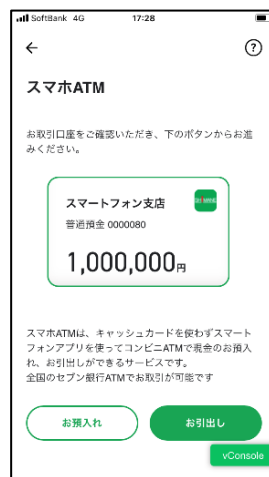 SoftBank 4G 17:28
スマホATM
お取引口座をご確認いただき、下のボタンからお進
みください。
スマートフォン支店
普通預金 0000080
1,000,000円
スマホATMは、キャッシュカードを使わずスマート
フォンアプリを使ってコンビニATMで現金のお預入
れ、お引出しができるサービスです。
全国のセブン銀行ATMでお取引が可能です
お預入れ
お引出し
vConsole